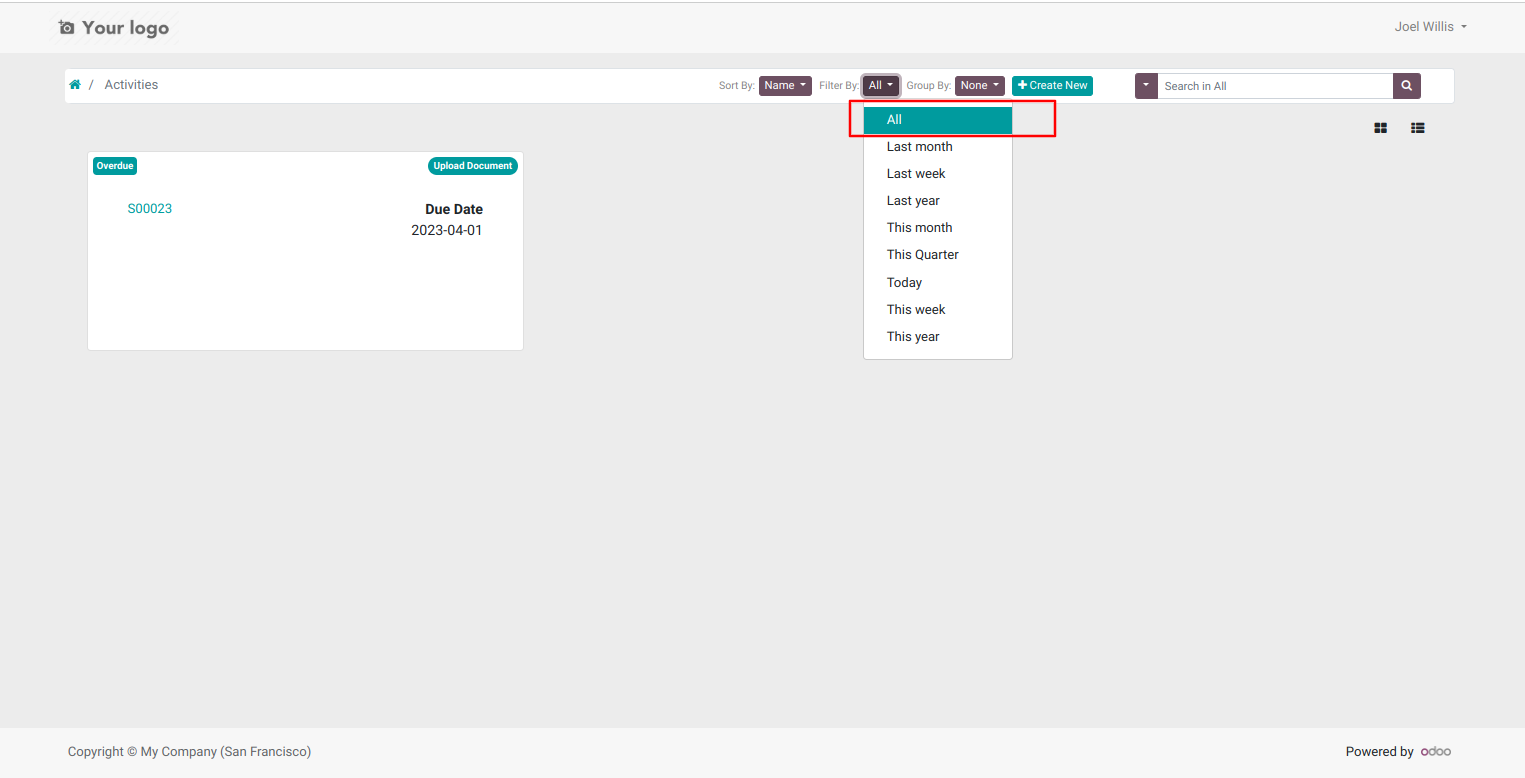 Your logo
Joel Willis
/ Activities
Sort By: Name Filter By: All Group By: None Create New Search in All
All
Last month
Last week
Last year
This month
This Quarter
Today
This week
This year
Overdue Upload Document
S00023 Due Date
2023-04-01
Copyright © My Company (San Francisco) Powered by odoo